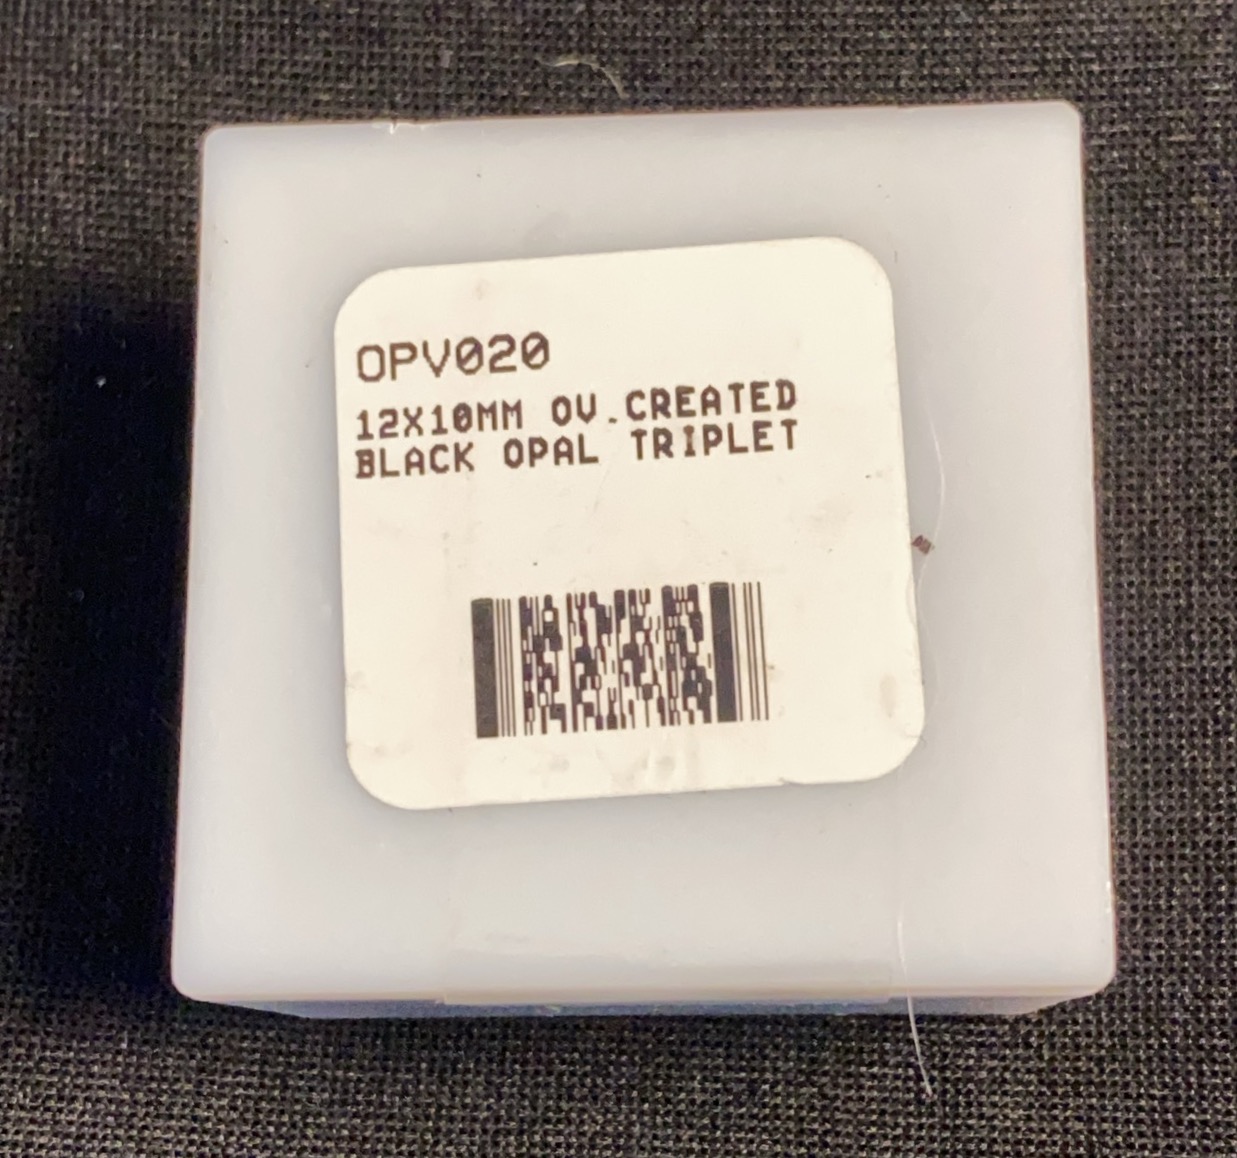 OPV020
12X10MM OV.CREATED
BLACK OPAL TRIPLET